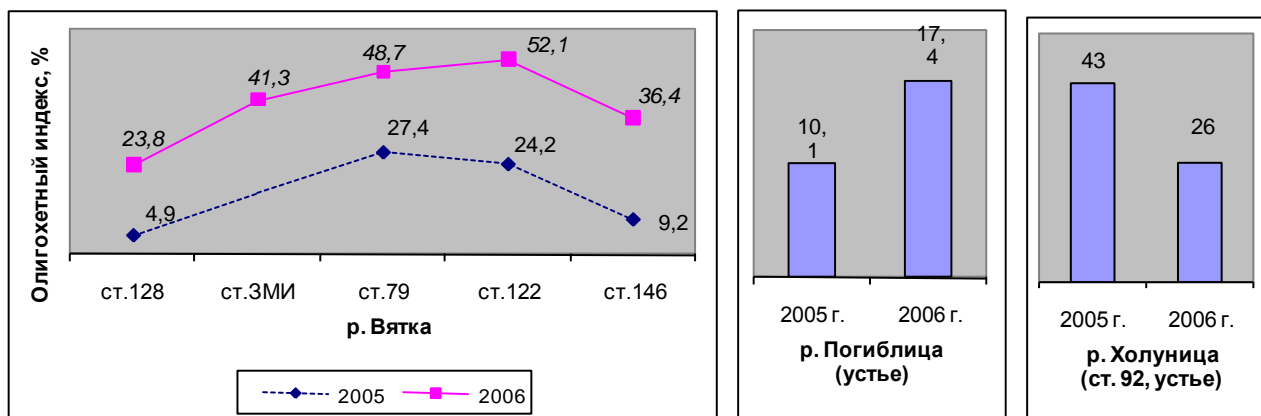 Олигохетный индекс, %
23,8
41,3
48,7
52,1
36,4
4,9
27,4
24,2
9,2
ст.128
ст.3МИ
ст.79
ст.122
ст.146
р. Вятка
2005
2006
10,
1
17,
4
2005 г.
2006 г.
р. Погиблица
(устье)
43
26
2005 г.
2006 г.
р. Холуница
(ст. 92, устье)